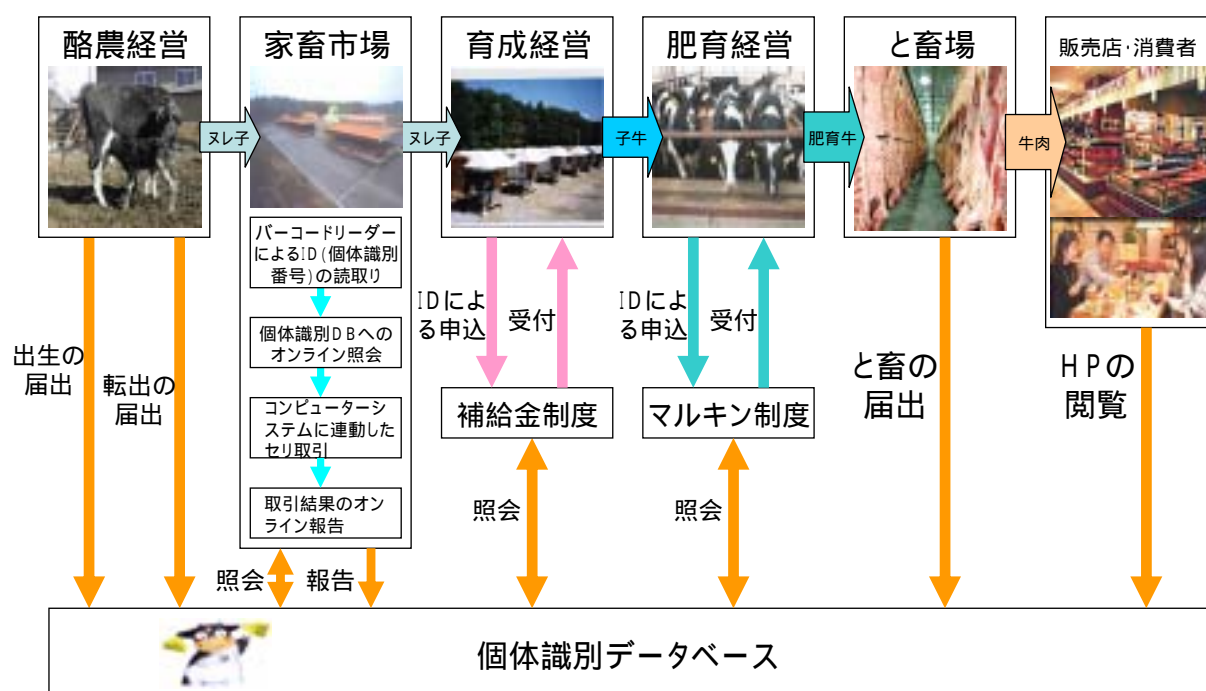 酪農経営
家畜市場
育成経営
肥育経営
と畜場
販売店・消費者
ヌレ子
ヌレ子
子牛
肥育牛
牛肉
バーコードリーダー
によるID(個体識別
番号)の読取り
個体識別DBへの
オンライン照会
コンピューターシ
ステムに連動した
セリ取引
取引結果のオン
ライン報告
出生の
届出
転出の
届出
照会
報告
IDによ
る申込
受付
補給金制度
照会
IDによ
る申込
受付
マルキン制度
照会
と畜の
届出
HPの
閲覧
個体識別データベース